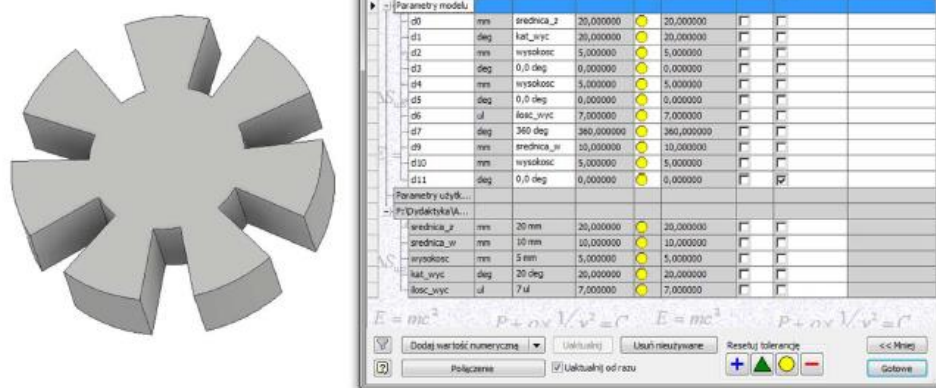 Parametry modelu
d0 mm srednica_z 20,000000 20,000000
d1 deg kat_wyc 20,000000 20,000000
d2 mm wysokosc 5,000000 5,000000
d3 deg 0,0 deg 0,000000 0,000000
d4 mm wysokosc 5,000000 5,000000
d5 deg 0,0 deg 0,000000 0,000000
d6 ul ilosc_wyc 7,000000 7,000000
d7 deg 360 deg 360,000000 360,000000
d9 mm srednica_w 10,000000 10,000000
d10 mm wysokosc 5,000000 5,000000
d11 deg 0,0 deg 0,000000 0,000000
Parametry użytk...
P:\Dydaktyka\A...
srednica_z mm 20 mm 20,000000 20,000000
srednica_w mm 10 mm 10,000000 10,000000
wysokosc mm 5 mm 5,000000 5,000000
kat_wyc deg 20 deg 20,000000 20,000000
ilosc_wyc ul 7 ul 7,000000 7,000000
E = mc² E = mc²
Dodaj wartość numeryczną Uaktualnij Usuń nieużywane Resetuj tolerancję << Mniej
Połączenie Uaktualnij od razu Gotowe